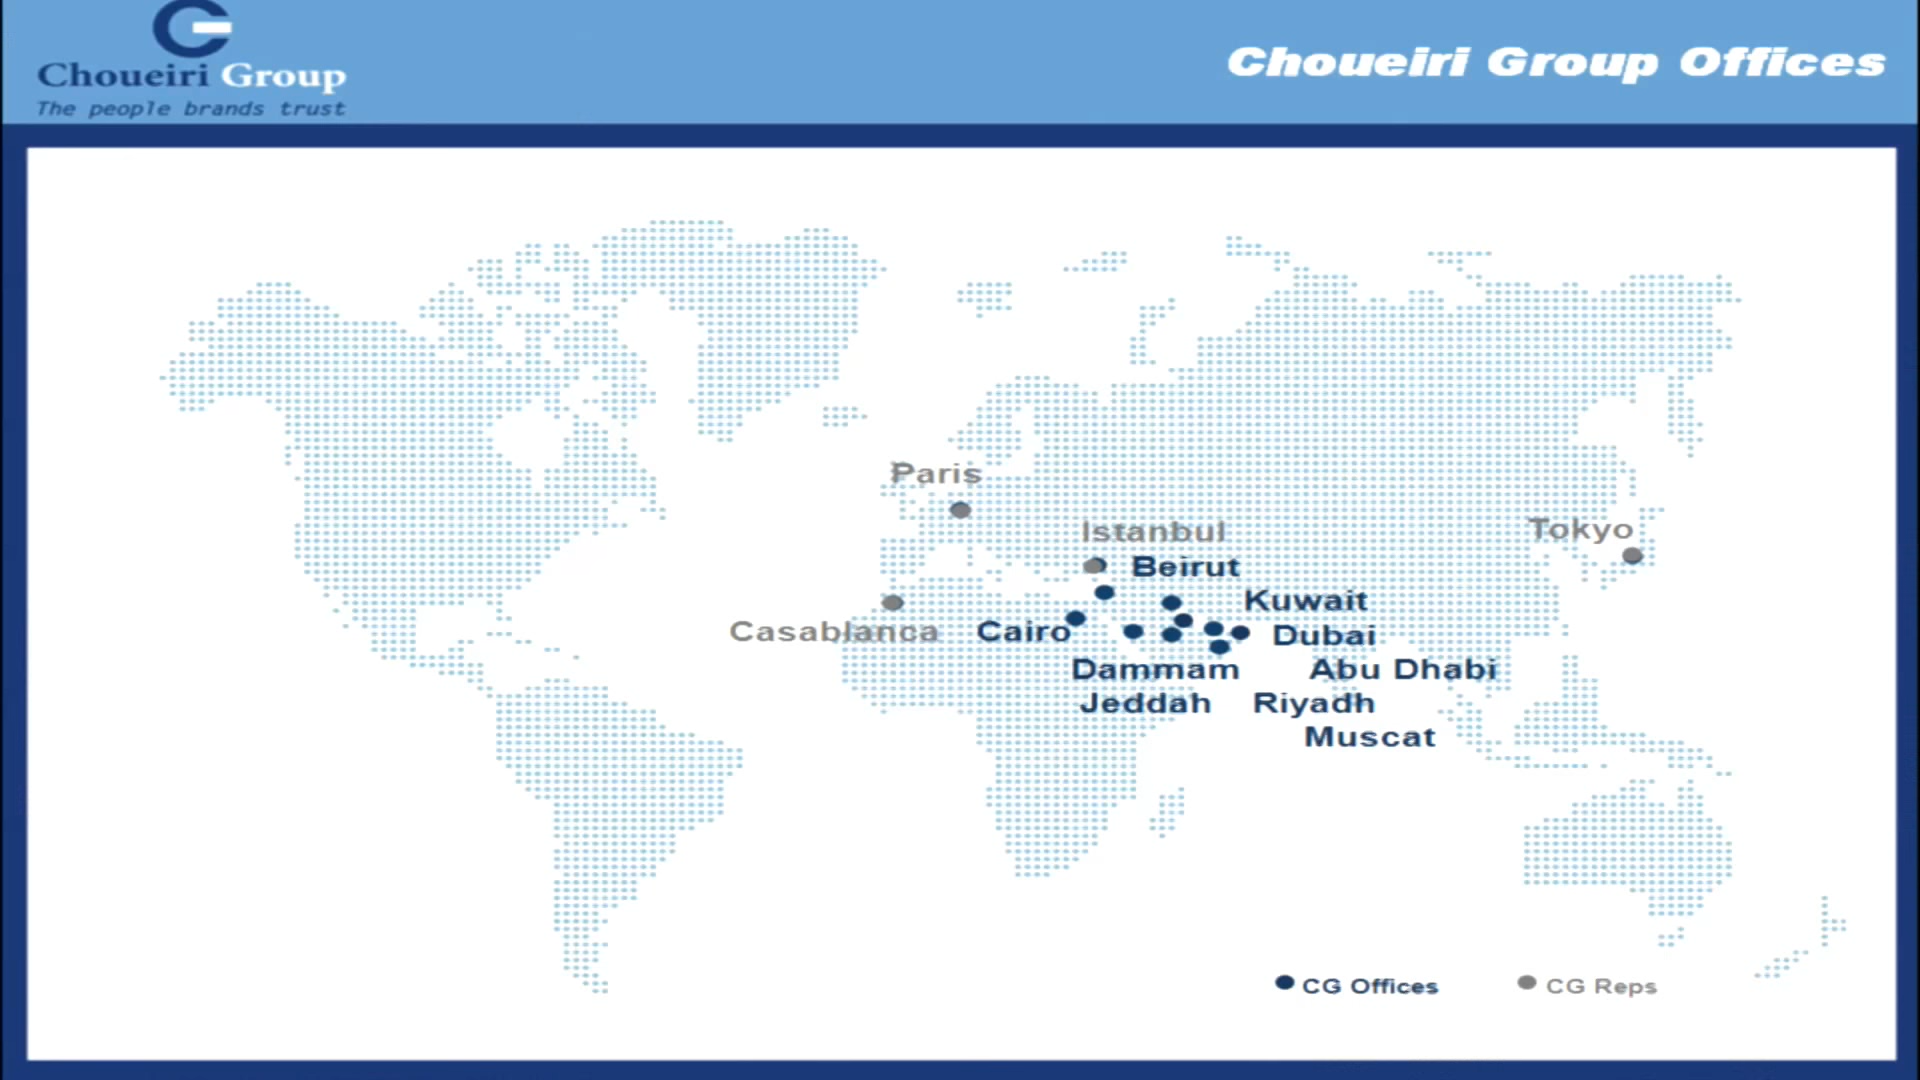 Choueiri Group
The people brands trust
Choueiri Group Offices
Paris
Istanbul
Tokyo
Beirut
Kuwait
Casablanca
Cairo
Dubai
Dammam
Abu Dhabi
Jeddah
Riyadh
Muscat
CG Offices
CG Reps